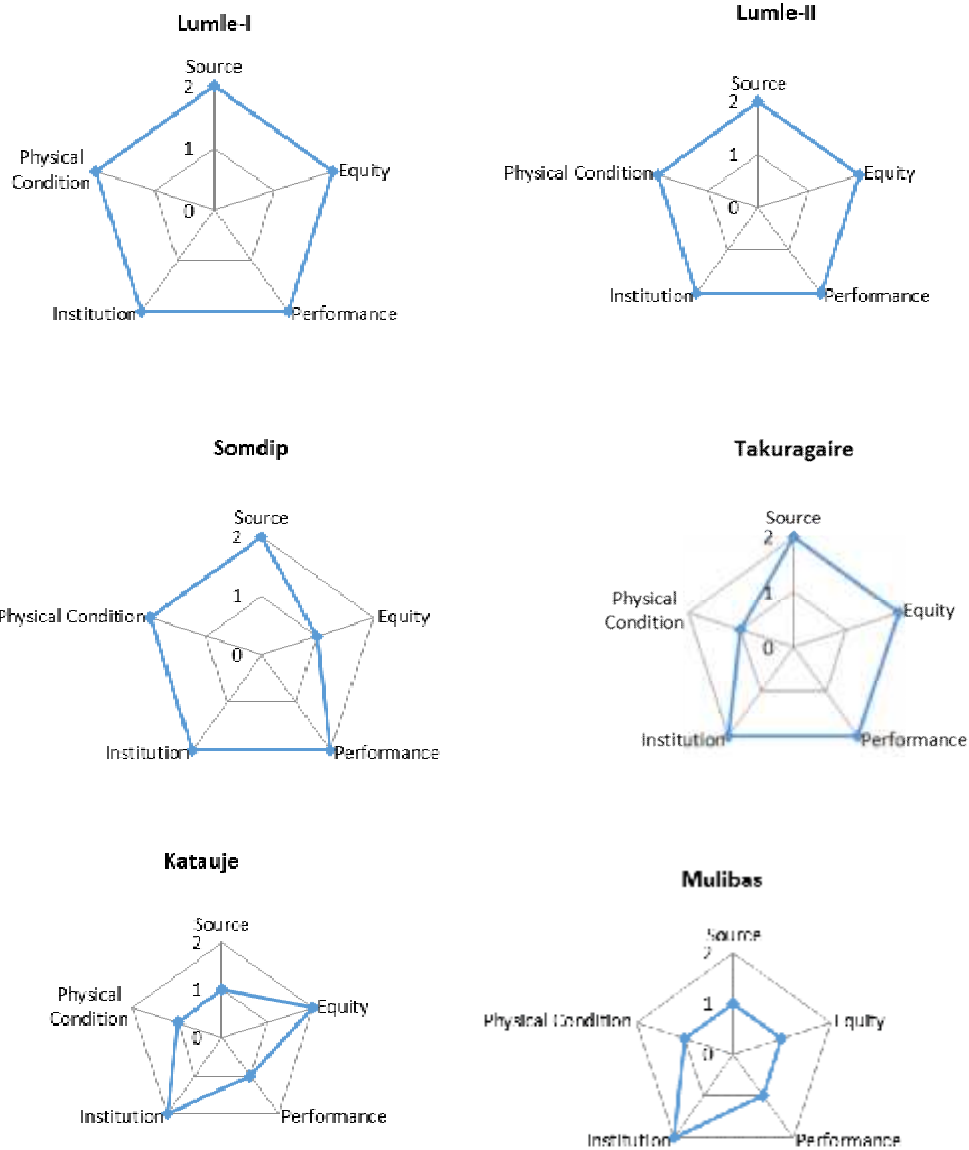 Lumle-I
Source
2
1
0
Physical
Condition
Equity
Institution
Performance
Lumle-II
Source
2
1
0
Physical Condition
Equity
Institution
Performance
Somdip
Source
2
1
0
Physical Condition
Equity
Institution
Performance
Takuragaire
Source
2
1
0
Physical
Condition
Equity
Institution
Performance
Katauje
Source
2
1
0
Physical
Condition
Equity
Institution
Performance
Mulibas
Source
2
1
0
Physical Condition
Equity
Institution
Performance